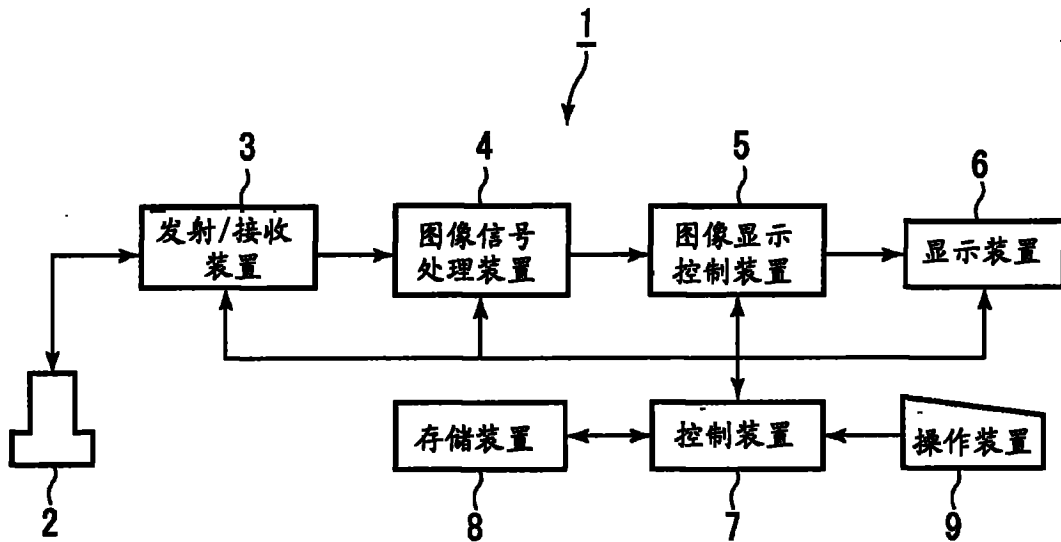 1
3
4
5
6
发射/接收
装置
图像信号
处理装置
图像显示
控制装置
显示装置
存储装置
控制装置
操作装置
2
8
7
9